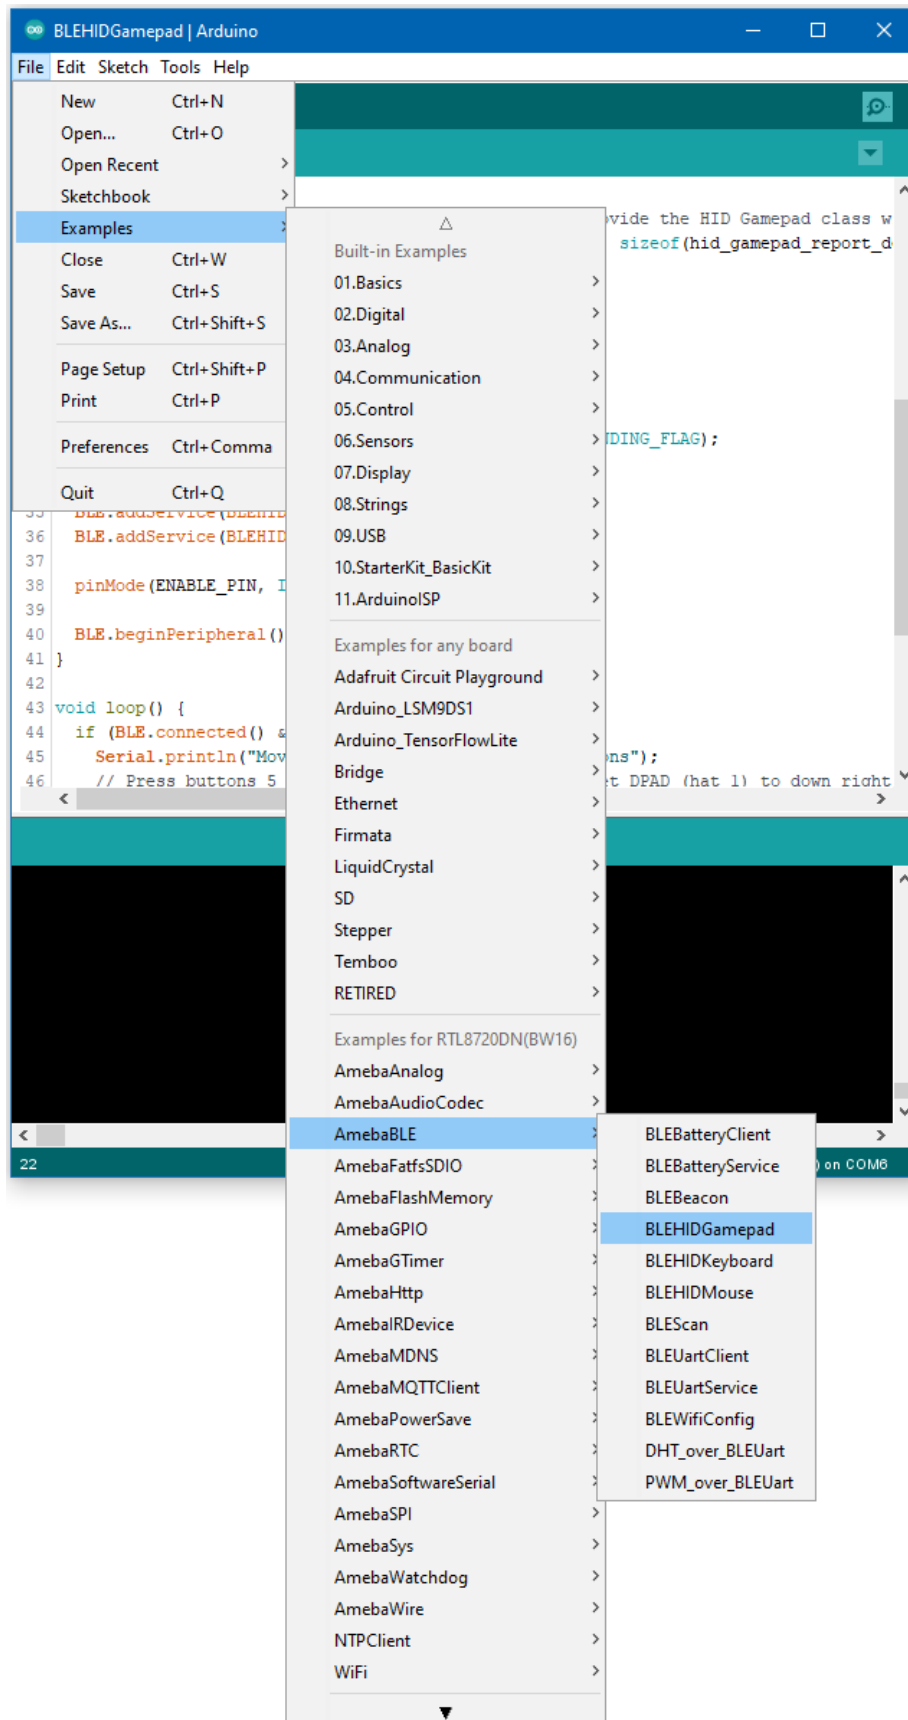 BLEHIDGamepad | Arduino
File Edit Sketch Tools Help
New Ctrl+N
Open... Ctrl+O
Open Recent
Sketchbook
Examples
Close Ctrl+W
Save Ctrl+S
Save As... Ctrl+Shift+S
Page Setup Ctrl+Shift+P
Print Ctrl+P
Preferences Ctrl+Comma
Quit Ctrl+Q
Built-in Examples
01.Basics
02.Digital
03.Analog
04.Communication
05.Control
06.Sensors
07.Display
08.Strings
09.USB
10.StarterKit_BasicKit
11.ArduinoISP
Examples for any board
Adafruit Circuit Playground
Arduino_LSM9DS1
Arduino_TensorFlowLite
Bridge
Ethernet
Firmata
LiquidCrystal
SD
Stepper
Temboo
RETIRED
Examples for RTL8720DN(BW16)
AmebaAnalog
AmebaAudioCodec
AmebaBLE
AmebaFatfsSDIO
AmebaFlashMemory
AmebaGPIO
AmebaGTimer
AmebaHttp
AmebaIRDevice
AmebaMDNS
AmebaMQTTClient
AmebaPowerSave
AmebaRTC
AmebaSoftwareSerial
AmebaSPI
AmebaSys
AmebaWatchdog
AmebaWire
NTPClient
WiFi
BLEBatteryClient
BLEBatteryService
BLEBeacon
BLEHIDGamepad
BLEHIDKeyboard
BLEHIDMouse
BLEScan
BLEUartClient
BLEUartService
BLEWifiConfig
DHT_over_BLEUart
PWM_over_BLEUart
vide the HID Gamepad class w
sizeof(hid_gamepad_report_d
DING_FLAG);
35 BLE.addService(BLEHID
36 BLE.addService(BLEHID
37
38 pinMode(ENABLE_PIN, I
39
40 BLE.beginPeripheral()
41 }
42
43 void loop() {
44 if (BLE.connected() &
45 Serial.println("Mov ns");
46 // Press buttons 5 t DPAD (hat 1) to down right
22 ) on COM6